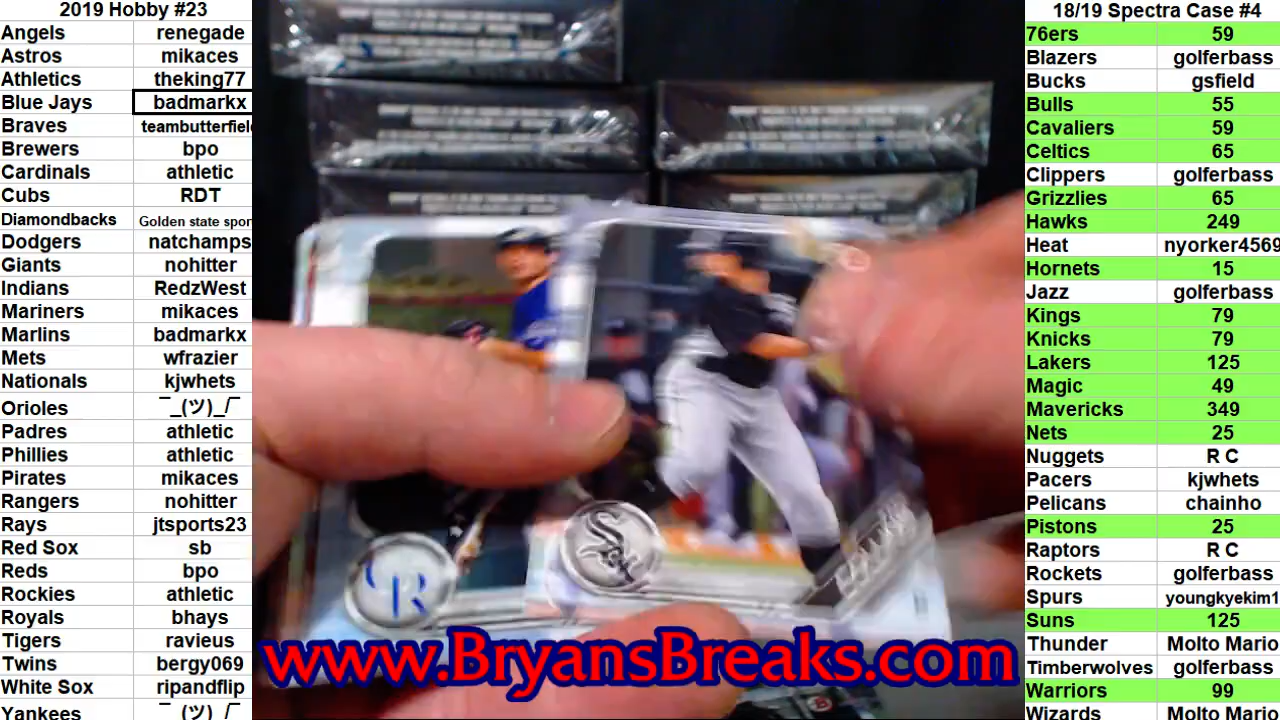 2019 Hobby #23
Angels renegade
Astros mikaces
Athletics theking77
Blue Jays badmarkx
Braves teambutterfiel
Brewers bpo
Cardinals athletic
Cubs RDT
Diamondbacks Golden state spor
Dodgers natchamps
Giants nohitter
Indians RedzWest
Mariners mikaces
Marlins badmarkx
Mets wfrazier
Nationals kjwhets
Orioles ¯_(ツ)_/¯
Padres athletic
Phillies athletic
Pirates mikaces
Rangers nohitter
Rays jtsports23
Red Sox sb
Reds bpo
Rockies athletic
Royals bhays
Tigers ravieus
Twins bergy069
White Sox ripandflip
Yankees ¯_(ツ)_/¯
CR
Sox
www.BryansBreaks.com
18/19 Spectra Case #4
76ers 59
Blazers golferbass
Bucks gsfield
Bulls 55
Cavaliers 59
Celtics 65
Clippers golferbass
Grizzlies 65
Hawks 249
Heat nyorker4569
Hornets 15
Jazz golferbass
Kings 79
Knicks 79
Lakers 125
Magic 49
Mavericks 349
Nets 25
Nuggets R C
Pacers kjwhets
Pelicans chainho
Pistons 25
Raptors R C
Rockets golferbass
Spurs youngkyekim1
Suns 125
Thunder Molto Mario
Timberwolves golferbass
Warriors 99
Wizards Molto Mario